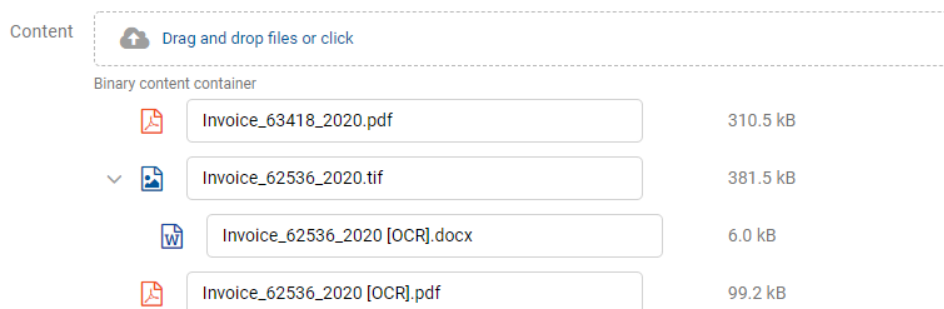 Content
Drag and drop files or click
Binary content container
Invoice_63418_2020.pdf 310.5 kB
Invoice_62536_2020.tif 381.5 kB
W Invoice_62536_2020 [OCR].docx 6.0 kB
Invoice_62536_2020 [OCR].pdf 99.2 kB